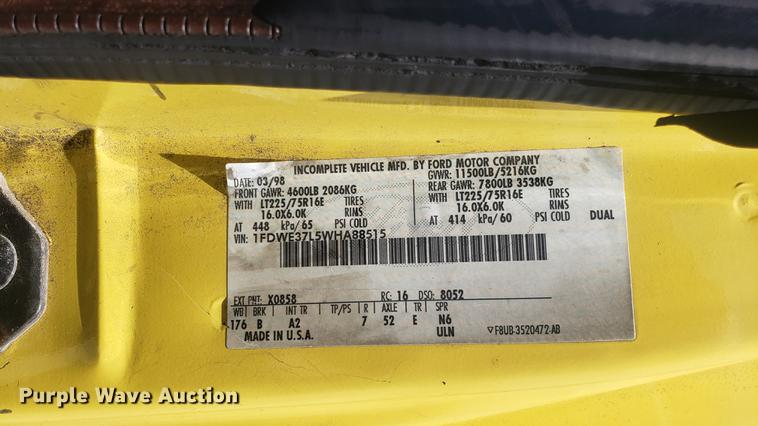 INCOMPLETE VEHICLE MFD. BY FORD MOTOR COMPANY
DATE: 03/98 GVWR: 11500LB/5216KG
FRONT GAWR: 4600LB 2086KG REAR GAWR: 7800LB 3538KG
WITH LT225/75R16E TIRES WITH LT225/75R16E TIRES
16.0X6.0K RIMS 16.0X6.0K RIMS
AT 448 kPa/65 PSI COLD AT 414 kPa/60 PSI COLD DUAL
VIN: 1FDWE37L5WHA88515
EXT PNT: X0858 RC: 16 DSO: 8052
WB BRK INT TR TP/PS R AXLE TR SPR
176 B A2 7 52 E N6
MADE IN U.S.A. ULN ▽F8UB-3520472-AB
Purple Wave Auction